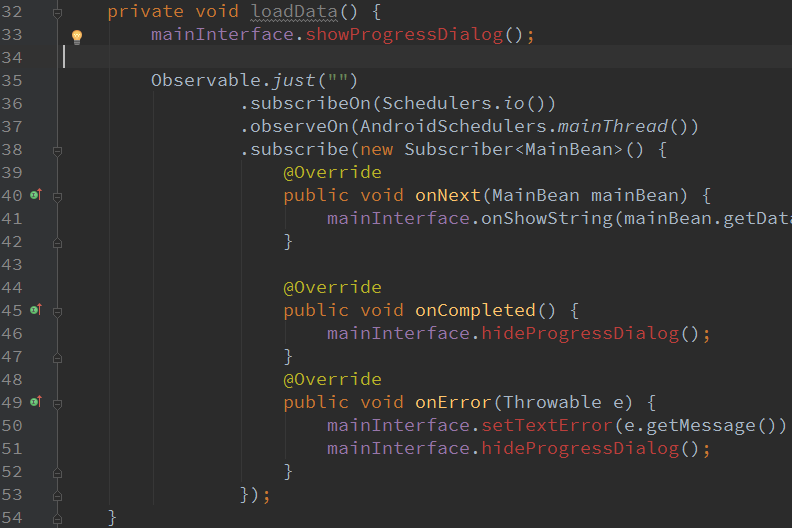 32 private void loadData() {
33 mainInterface.showProgressDialog();
34
35 Observable.just("")
36 .subscribeOn(Schedulers.io())
37 .observeOn(AndroidSchedulers.mainThread())
38 .subscribe(new Subscriber<MainBean>() {
39 @Override
40 public void onNext(MainBean mainBean) {
41 mainInterface.onShowString(mainBean.getData
42 }
43
44 @Override
45 public void onCompleted() {
46 mainInterface.hideProgressDialog();
47 }
48 @Override
49 public void onError(Throwable e) {
50 mainInterface.setTextError(e.getMessage())
51 mainInterface.hideProgressDialog();
52 }
53 });
54 }